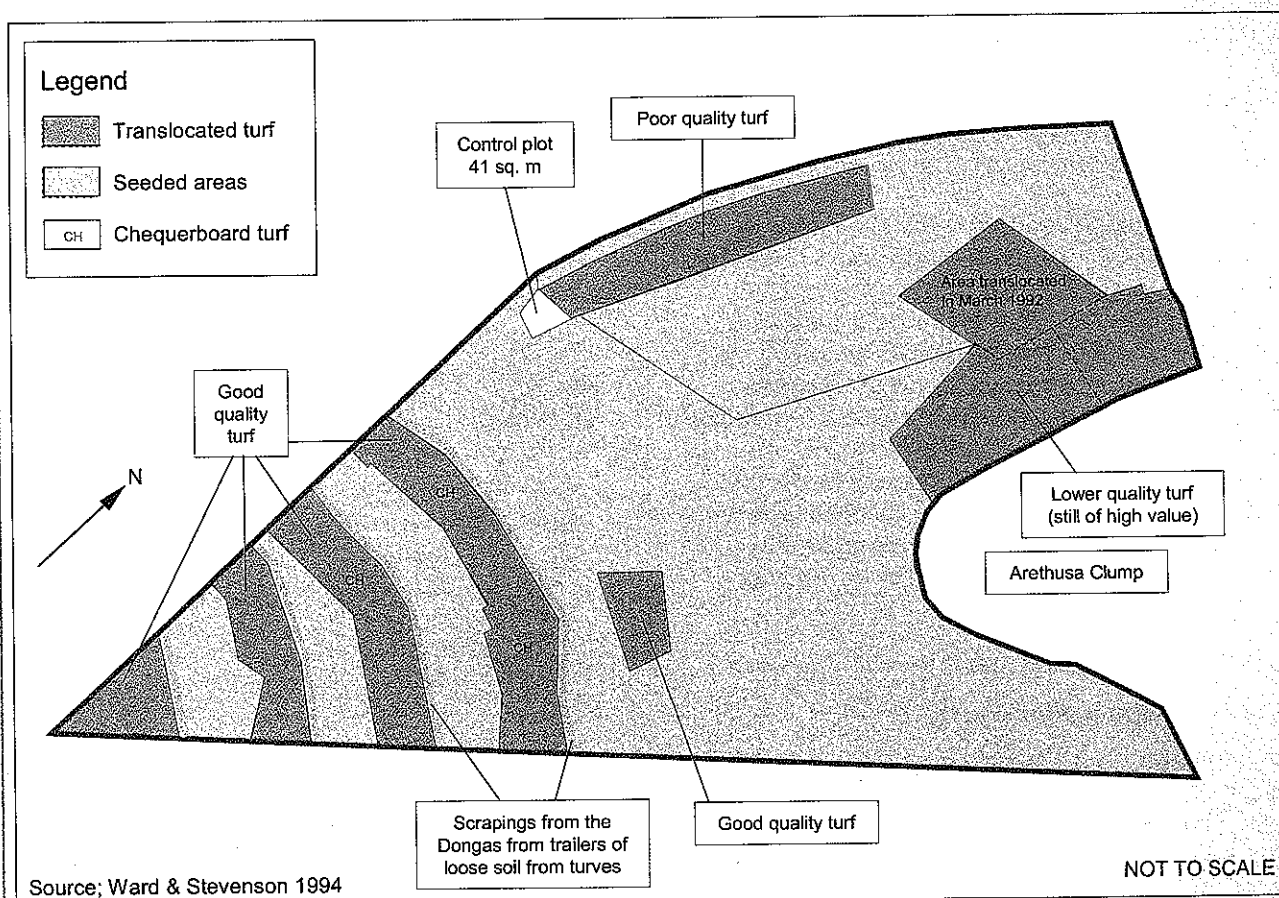 Legend
Translocated turf
Seeded areas
CH Chequerboard turf
Control plot
41 sq. m
Poor quality turf
Area translocated
in March 1992
Good
quality
turf
N
CH
CH
CH
Lower quality turf
(still of high value)
Arethusa Clump
Scrapings from the
Dongas from trailers of
loose soil from turves
Good quality turf
Source; Ward & Stevenson 1994
NOT TO SCALE